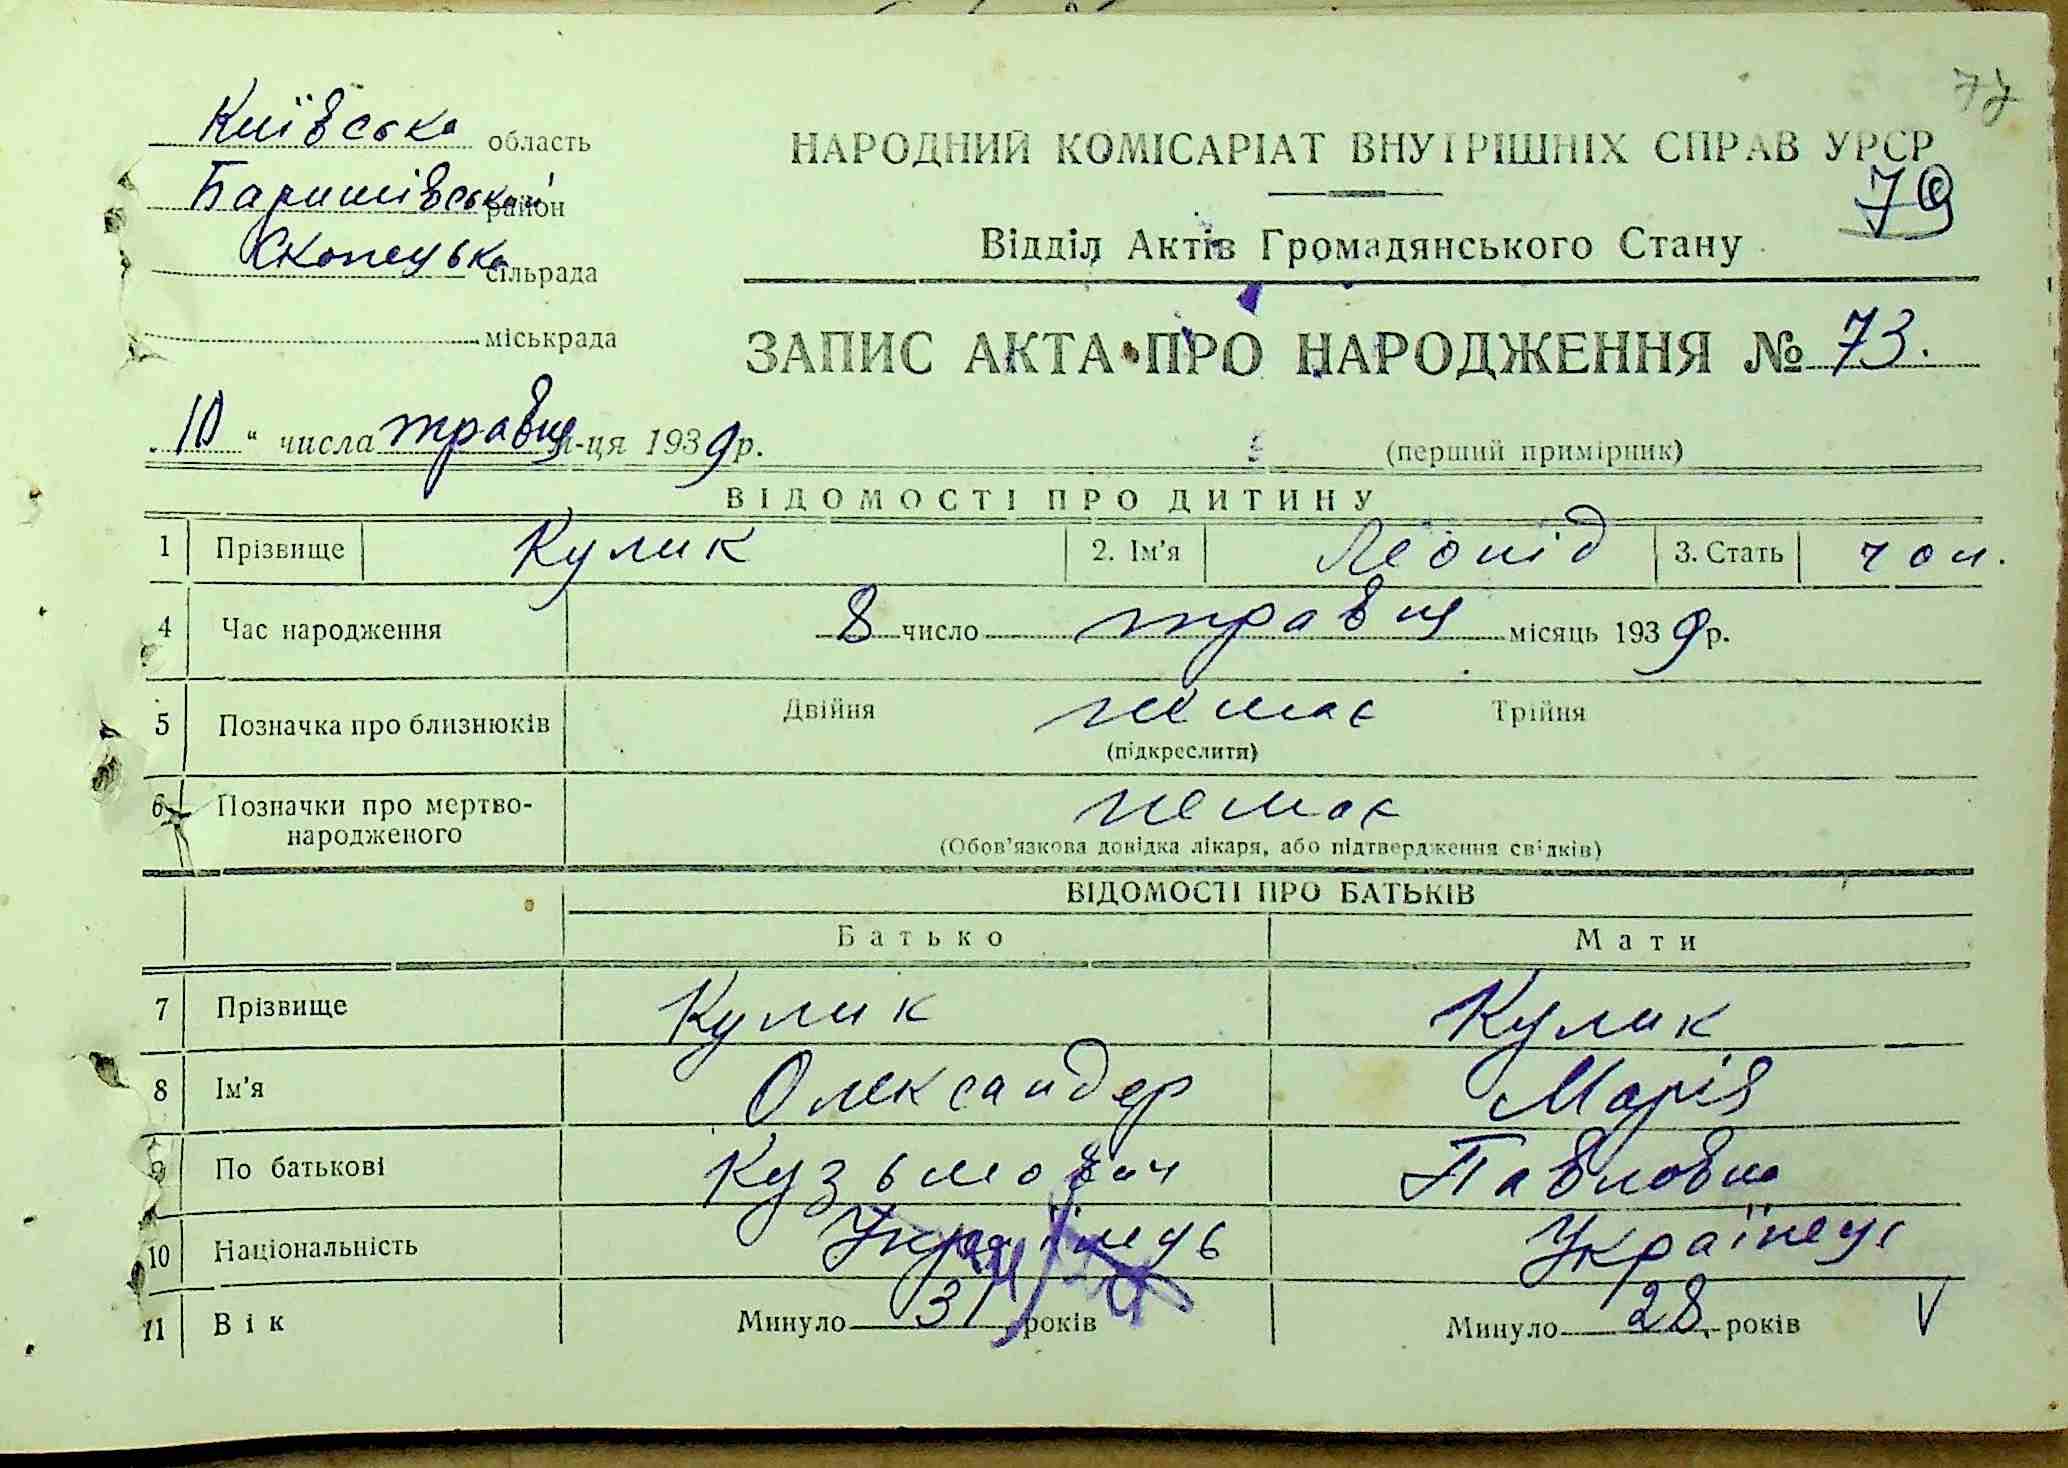 77
Київська область
Баришівський район
Скопецька сільрада
міськрада
НАРОДНИЙ КОМІСАРІАТ ВНУТРІШНІХ СПРАВ УРСР
79
Відділ Актів Громадянського Стану
ЗАПИС АКТА ПРО НАРОДЖЕННЯ № 73.
„10“ числа травня м-ця 1939 р.
(перший примірник)
ВІДОМОСТІ ПРО ДИТИНУ
1 Прізвище Кулик 2. Ім'я Леонід 3. Стать чол.
4 Час народження 8 число травня місяць 1939 р.
5 Позначка про близнюків Двійня немає Трійня
(підкреслити)
6 Позначки про мертво-
народженого немає
(Обов'язкова довідка лікаря, або підтвердження свідків)
ВІДОМОСТІ ПРО БАТЬКІВ
Батько Мати
7 Прізвище Кулик Кулик
8 Ім'я Олександер Марія
9 По батькові Кузьмович Павловна
10 Національність Українець Українець
11 Вік Минуло 31 років Минуло 28 років V